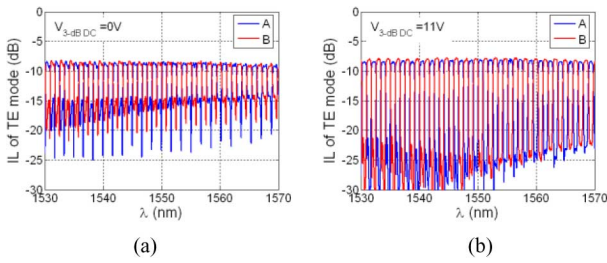 V3-dB DC =0V
A
B
IL of TE mode (dB)
0
-5
-10
-15
-20
-25
-30
1530
1540
1550
1560
1570
λ (nm)
(a)
V3-dB DC =11V
A
B
IL of TE mode (dB)
0
-5
-10
-15
-20
-25
-30
1530
1540
1550
1560
1570
λ (nm)
(b)